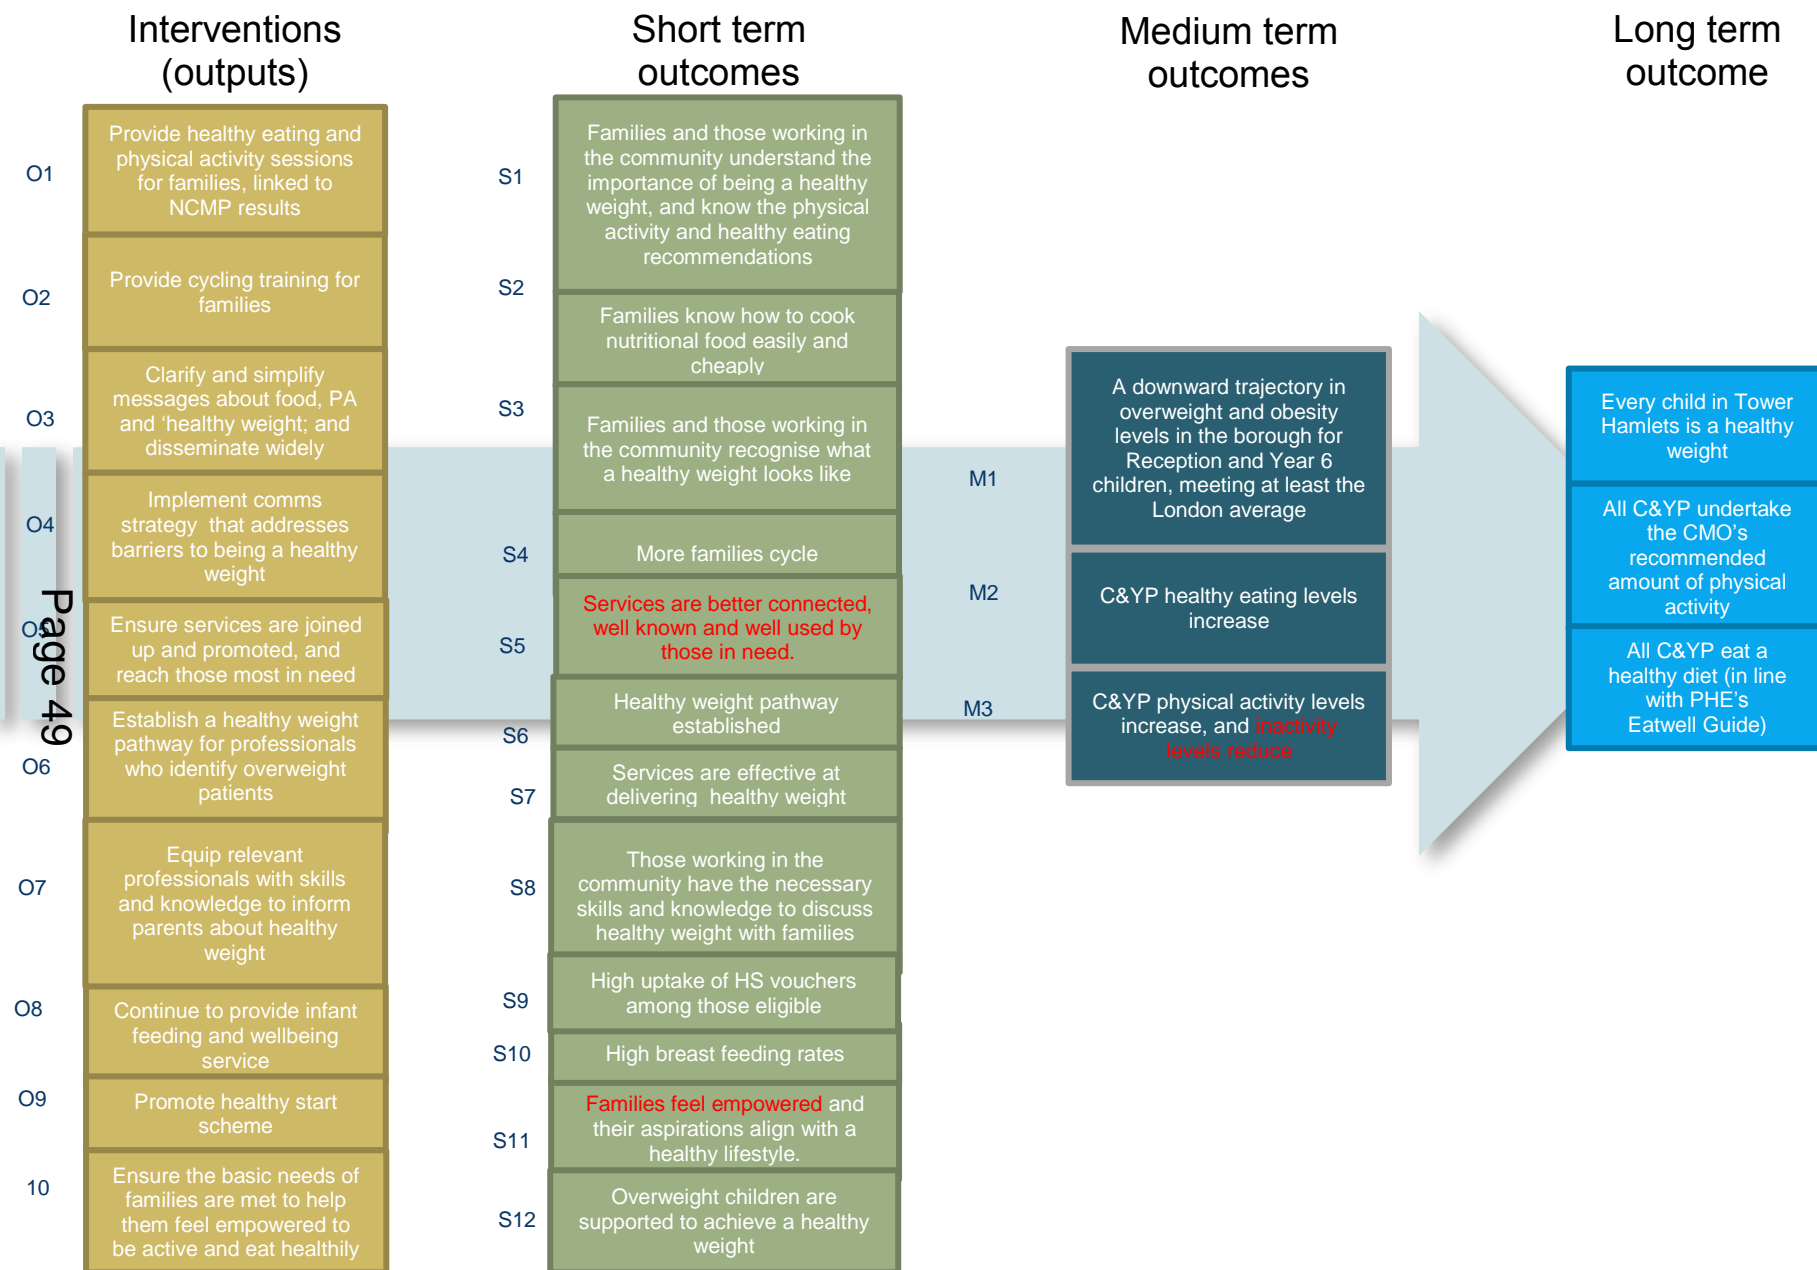 Interventions
(outputs)
O1
Provide healthy eating and
physical activity sessions
for families, linked to
NCMP results
O2
Provide cycling training for
families
O3
Clarify and simplify
messages about food, PA
and ‘healthy weight; and
disseminate widely
O4
Implement comms
strategy that addresses
barriers to being a healthy
weight
O5
Ensure services are joined
up and promoted, and
reach those most in need
O6
Establish a healthy weight
pathway for professionals
who identify overweight
patients
O7
Equip relevant
professionals with skills
and knowledge to inform
parents about healthy
weight
O8
Continue to provide infant
feeding and wellbeing
service
O9
Promote healthy start
scheme
10
Ensure the basic needs of
families are met to help
them feel empowered to
be active and eat healthily
Page 49
Short term
outcomes
S1
Families and those working in
the community understand the
importance of being a healthy
weight, and know the physical
activity and healthy eating
recommendations
S2
Families know how to cook
nutritional food easily and
cheaply
S3
Families and those working in
the community recognise what
a healthy weight looks like
S4
More families cycle
S5
Services are better connected,
well known and well used by
those in need.
S6
Healthy weight pathway
established
S7
Services are effective at
delivering healthy weight
S8
Those working in the
community have the necessary
skills and knowledge to discuss
healthy weight with families
S9
High uptake of HS vouchers
among those eligible
S10
High breast feeding rates
S11
Families feel empowered and
their aspirations align with a
healthy lifestyle.
S12
Overweight children are
supported to achieve a healthy
weight
Medium term
outcomes
M1
A downward trajectory in
overweight and obesity
levels in the borough for
Reception and Year 6
children, meeting at least the
London average
M2
C&YP healthy eating levels
increase
M3
C&YP physical activity levels
increase, and inactivity
levels reduce
Long term
outcome
Every child in Tower
Hamlets is a healthy
weight
All C&YP undertake
the CMO’s
recommended
amount of physical
activity
All C&YP eat a
healthy diet (in line
with PHE’s
Eatwell Guide)